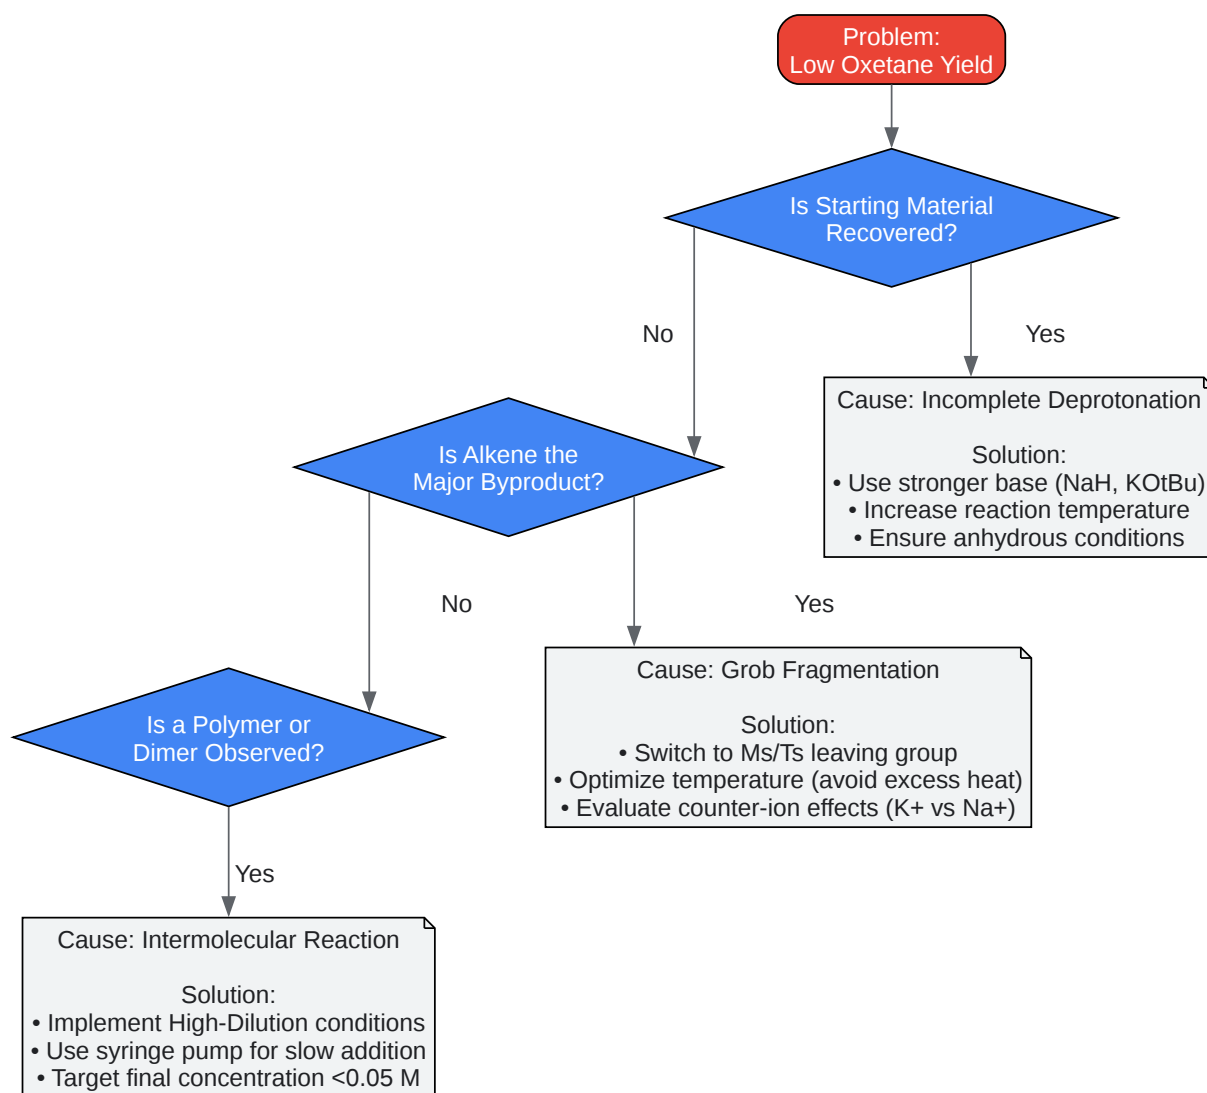 Problem:
Low Oxetane Yield
Is Starting Material
Recovered?
No
Yes
Cause: Incomplete Deprotonation
Solution:
• Use stronger base (NaH, KOtBu)
• Increase reaction temperature
• Ensure anhydrous conditions
Is Alkene the
Major Byproduct?
No
Yes
Cause: Grob Fragmentation
Solution:
• Switch to Ms/Ts leaving group
• Optimize temperature (avoid excess heat)
• Evaluate counter-ion effects (K+ vs Na+)
Is a Polymer or
Dimer Observed?
Yes
Cause: Intermolecular Reaction
Solution:
• Implement High-Dilution conditions
• Use syringe pump for slow addition
• Target final concentration <0.05 M